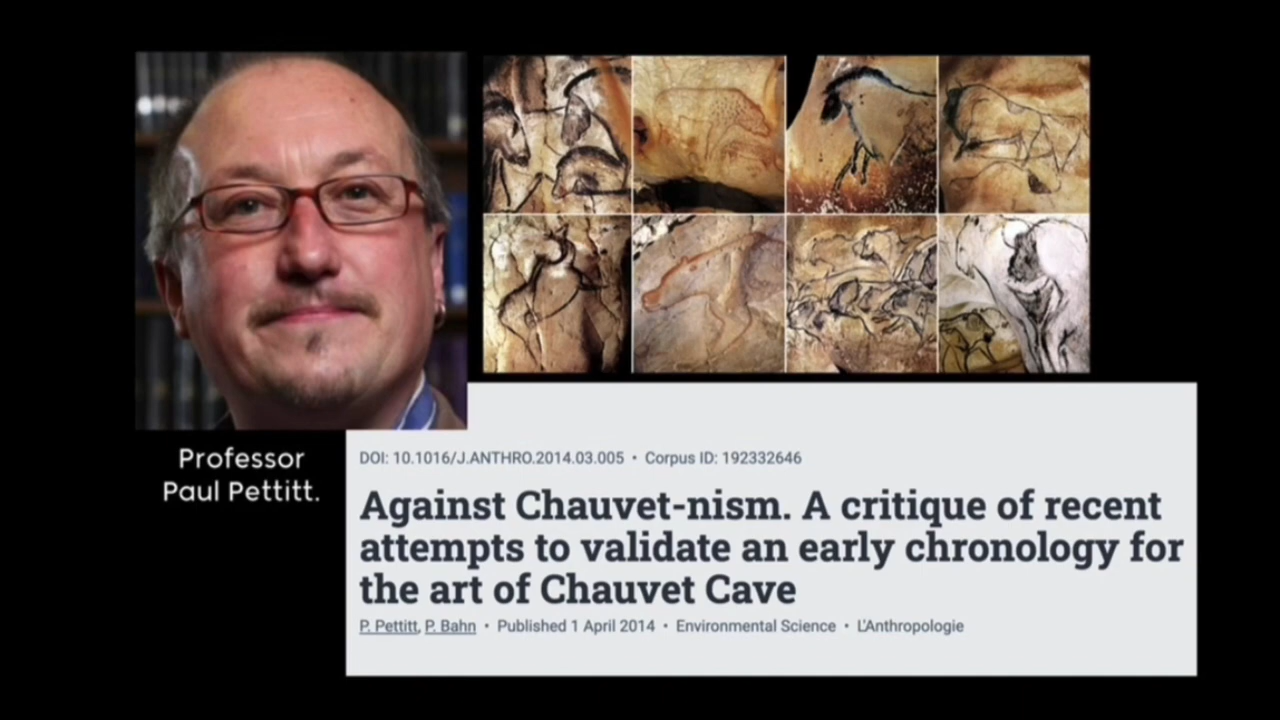 Professor
Paul Pettitt.
DOI: 10.1016/J.ANTHRO.2014.03.005 • Corpus ID: 192332646
Against Chauvet-nism. A critique of recent
attempts to validate an early chronology for
the art of Chauvet Cave
P. Pettitt, P. Bahn • Published 1 April 2014 • Environmental Science • L'Anthropologie